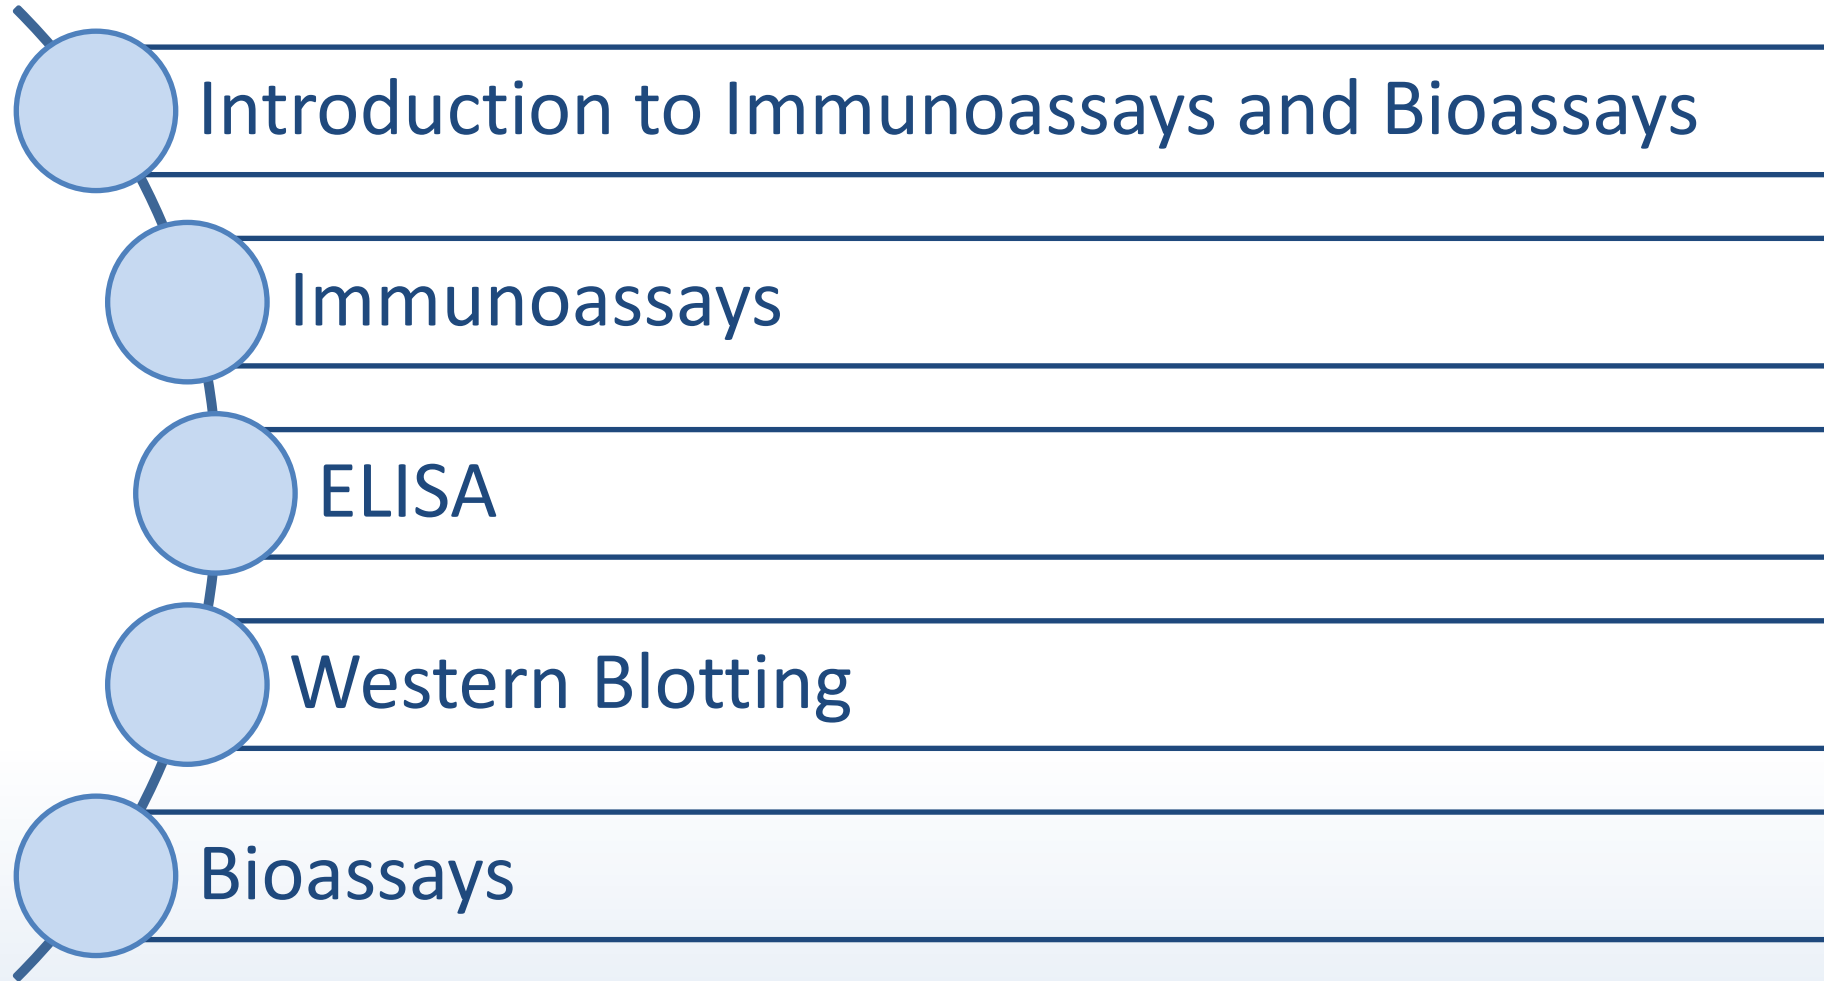 Introduction to Immunoassays and Bioassays
Immunoassays
ELISA
Western Blotting
Bioassays